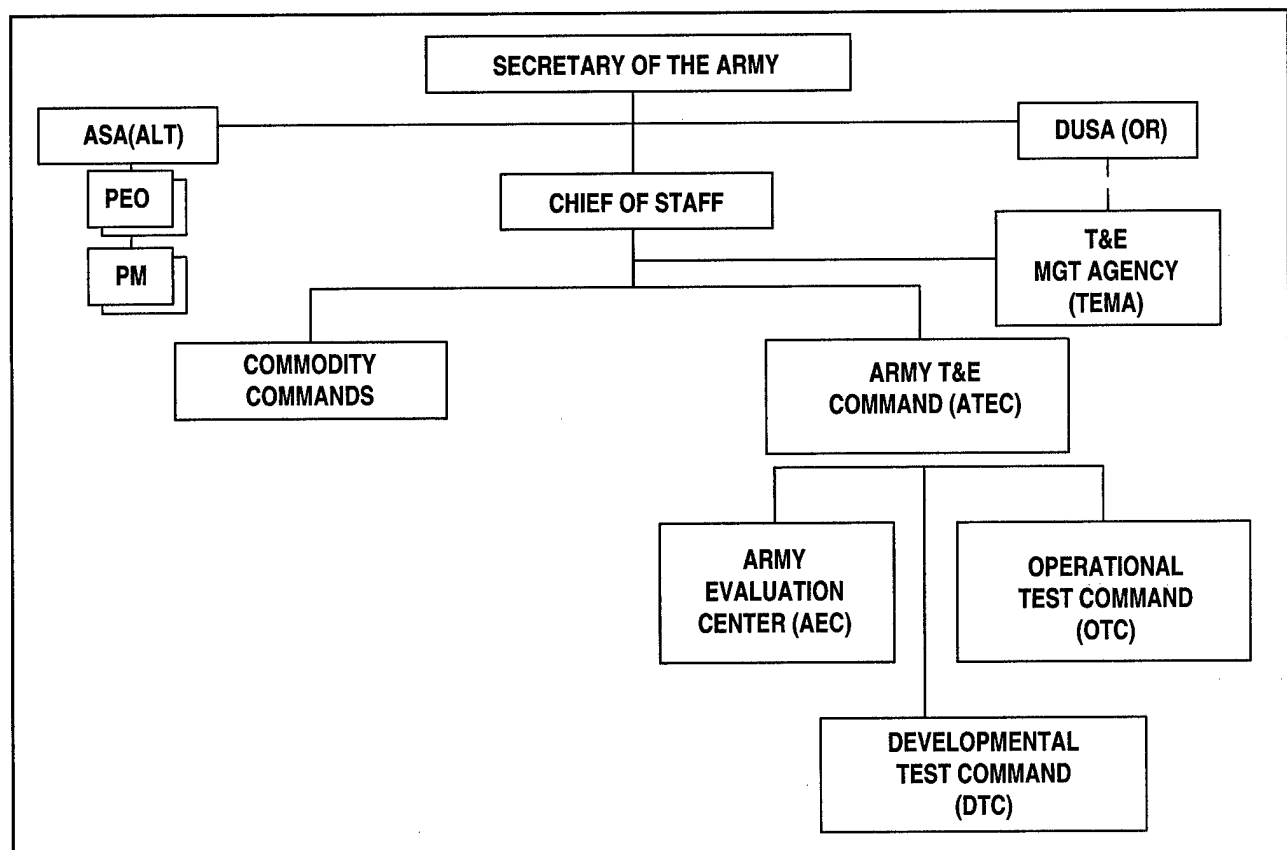 SECRETARY OF THE ARMY
ASA(ALT)
DUSA (OR)
PEO
CHIEF OF STAFF
T&E
MGT AGENCY
(TEMA)
PM
COMMODITY
COMMANDS
ARMY T&E
COMMAND (ATEC)
ARMY
EVALUATION
CENTER (AEC)
OPERATIONAL
TEST COMMAND
(OTC)
DEVELOPMENTAL
TEST COMMAND
(DTC)